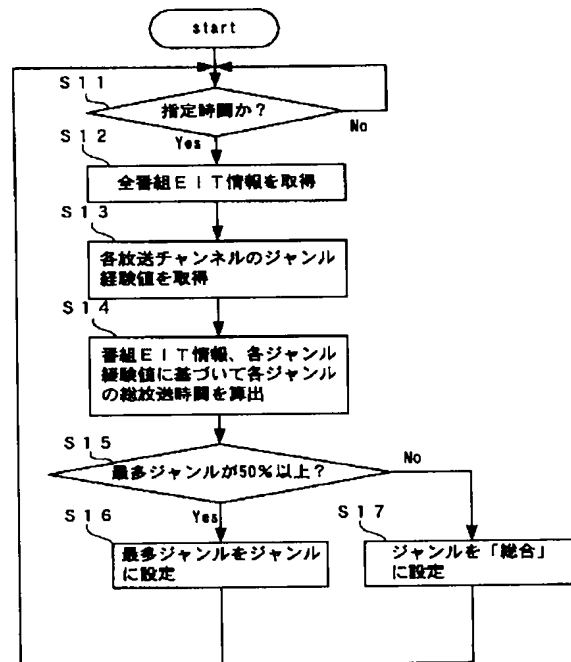 start
S11
指定時間か?
No
Yes
S12
全番組EIT情報を取得
S13
各放送チャンネルのジャンル
経験値を取得
S14
番組EIT情報、各ジャンル
経験値に基づいて各ジャンル
の総放送時間を算出
S15
最多ジャンルが50%以上?
No
Yes
S16
最多ジャンルをジャンル
に設定
S17
ジャンルを「総合」
に設定